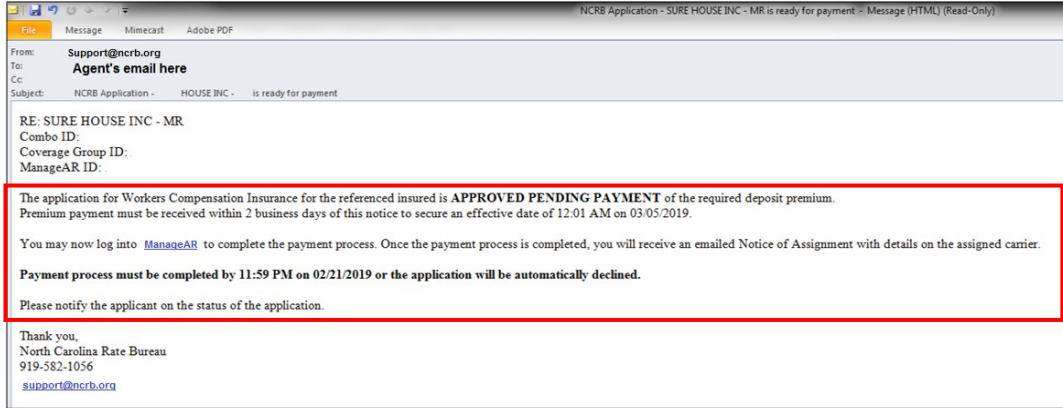 NCRB Application - SURE HOUSE INC - MR is ready for payment - Message (HTML) (Read-Only)
File Message Mimecast Adobe PDF
From: Support@ncrb.org
To: Agent's email here
Cc:
Subject: NCRB Application - HOUSE INC - is ready for payment
RE: SURE HOUSE INC - MR
Combo ID:
Coverage Group ID:
ManageAR ID:
The application for Workers Compensation Insurance for the referenced insured is APPROVED PENDING PAYMENT of the required deposit premium.
Premium payment must be received within 2 business days of this notice to secure an effective date of 12:01 AM on 03/05/2019.
You may now log into ManageAR to complete the payment process. Once the payment process is completed, you will receive an emailed Notice of Assignment with details on the assigned carrier.
Payment process must be completed by 11:59 PM on 02/21/2019 or the application will be automatically declined.
Please notify the applicant on the status of the application.
Thank you,
North Carolina Rate Bureau
919-582-1056
support@ncrb.org